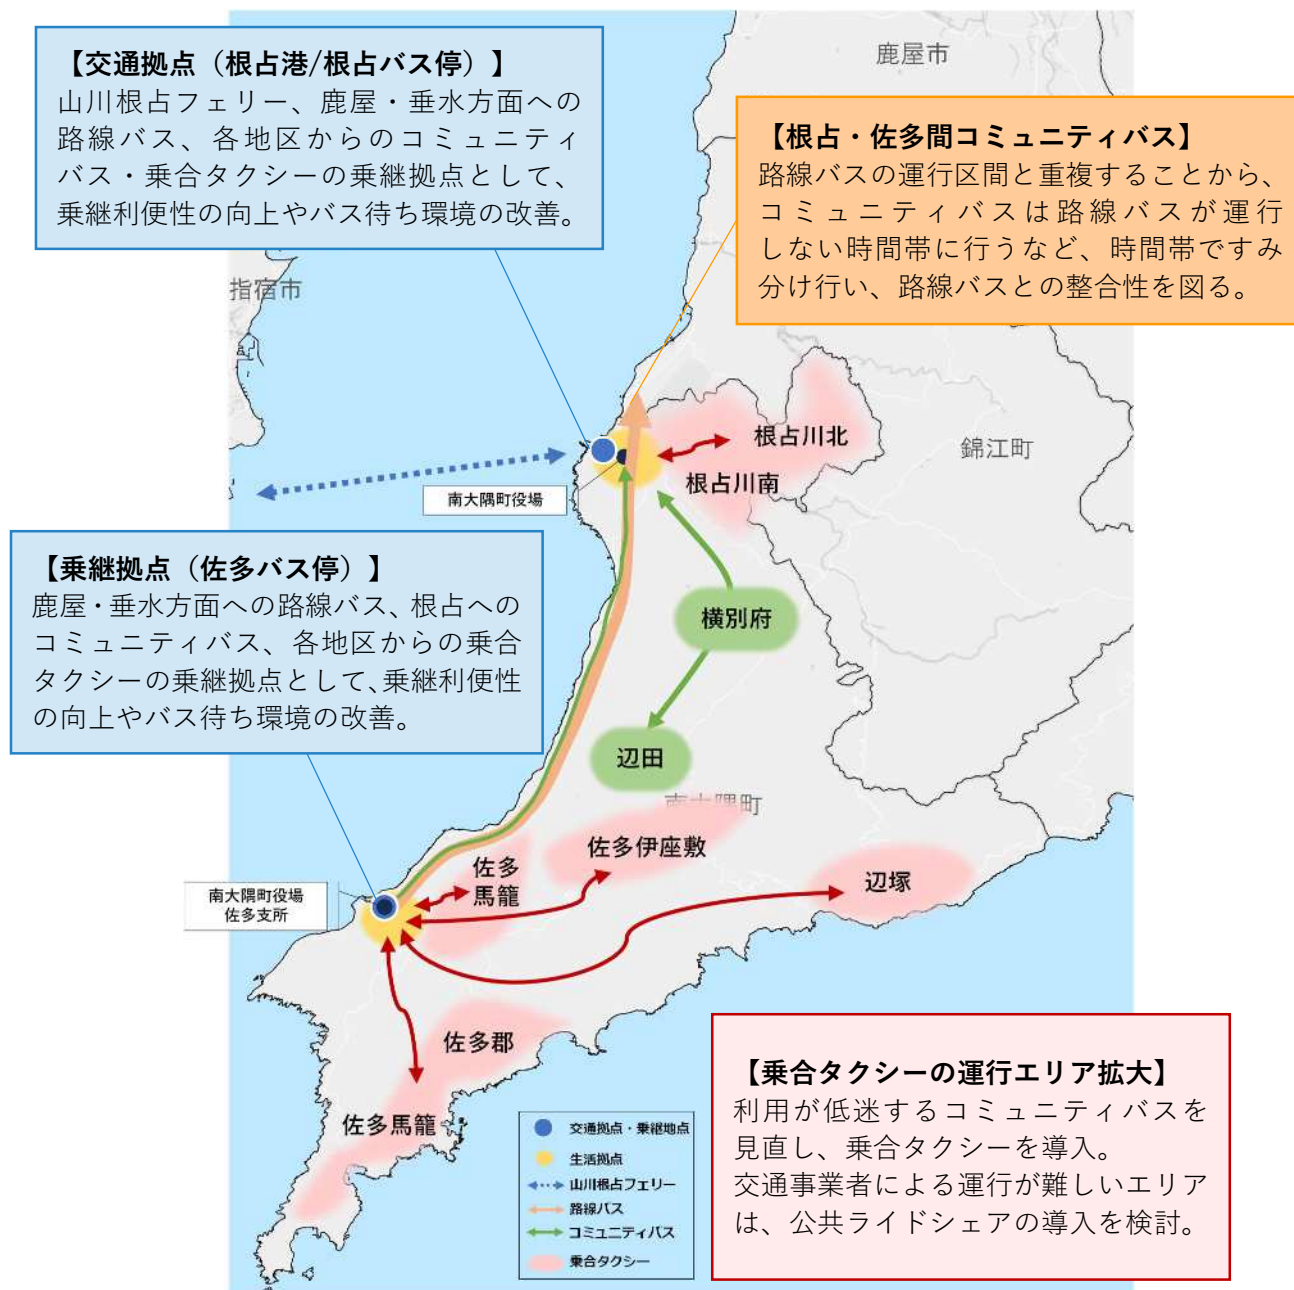 【交通拠点（根占港/根占バス停）】
山川根占フェリー、鹿屋・垂水方面への
路線バス、各地区からのコミュニティ
バス・乗合タクシーの乗継拠点として、
乗継利便性の向上やバス待ち環境の改善。
鹿屋市
【根占・佐多間コミュニティバス】
路線バスの運行区間と重複することから、
コミュニティバスは路線バスが運行
しない時間帯に行うなど、時間帯ですみ
分け行い、路線バスとの整合性を図る。
指宿市
根占川北
錦江町
根占川南
南大隅町役場
【乗継拠点（佐多バス停）】
鹿屋・垂水方面への路線バス、根占への
コミュニティバス、各地区からの乗合
タクシーの乗継拠点として、乗継利便性
の向上やバス待ち環境の改善。
横別府
辺田
南大隅町
佐多伊座敷
佐多
馬籠
辺塚
南大隅町役場
佐多支所
佐多郡
佐多馬籠
【乗合タクシーの運行エリア拡大】
利用が低迷するコミュニティバスを
見直し、乗合タクシーを導入。
交通事業者による運行が難しいエリア
は、公共ライドシェアの導入を検討。
交通拠点・乗継地点
生活拠点
山川根占フェリー
路線バス
コミュニティバス
乗合タクシー